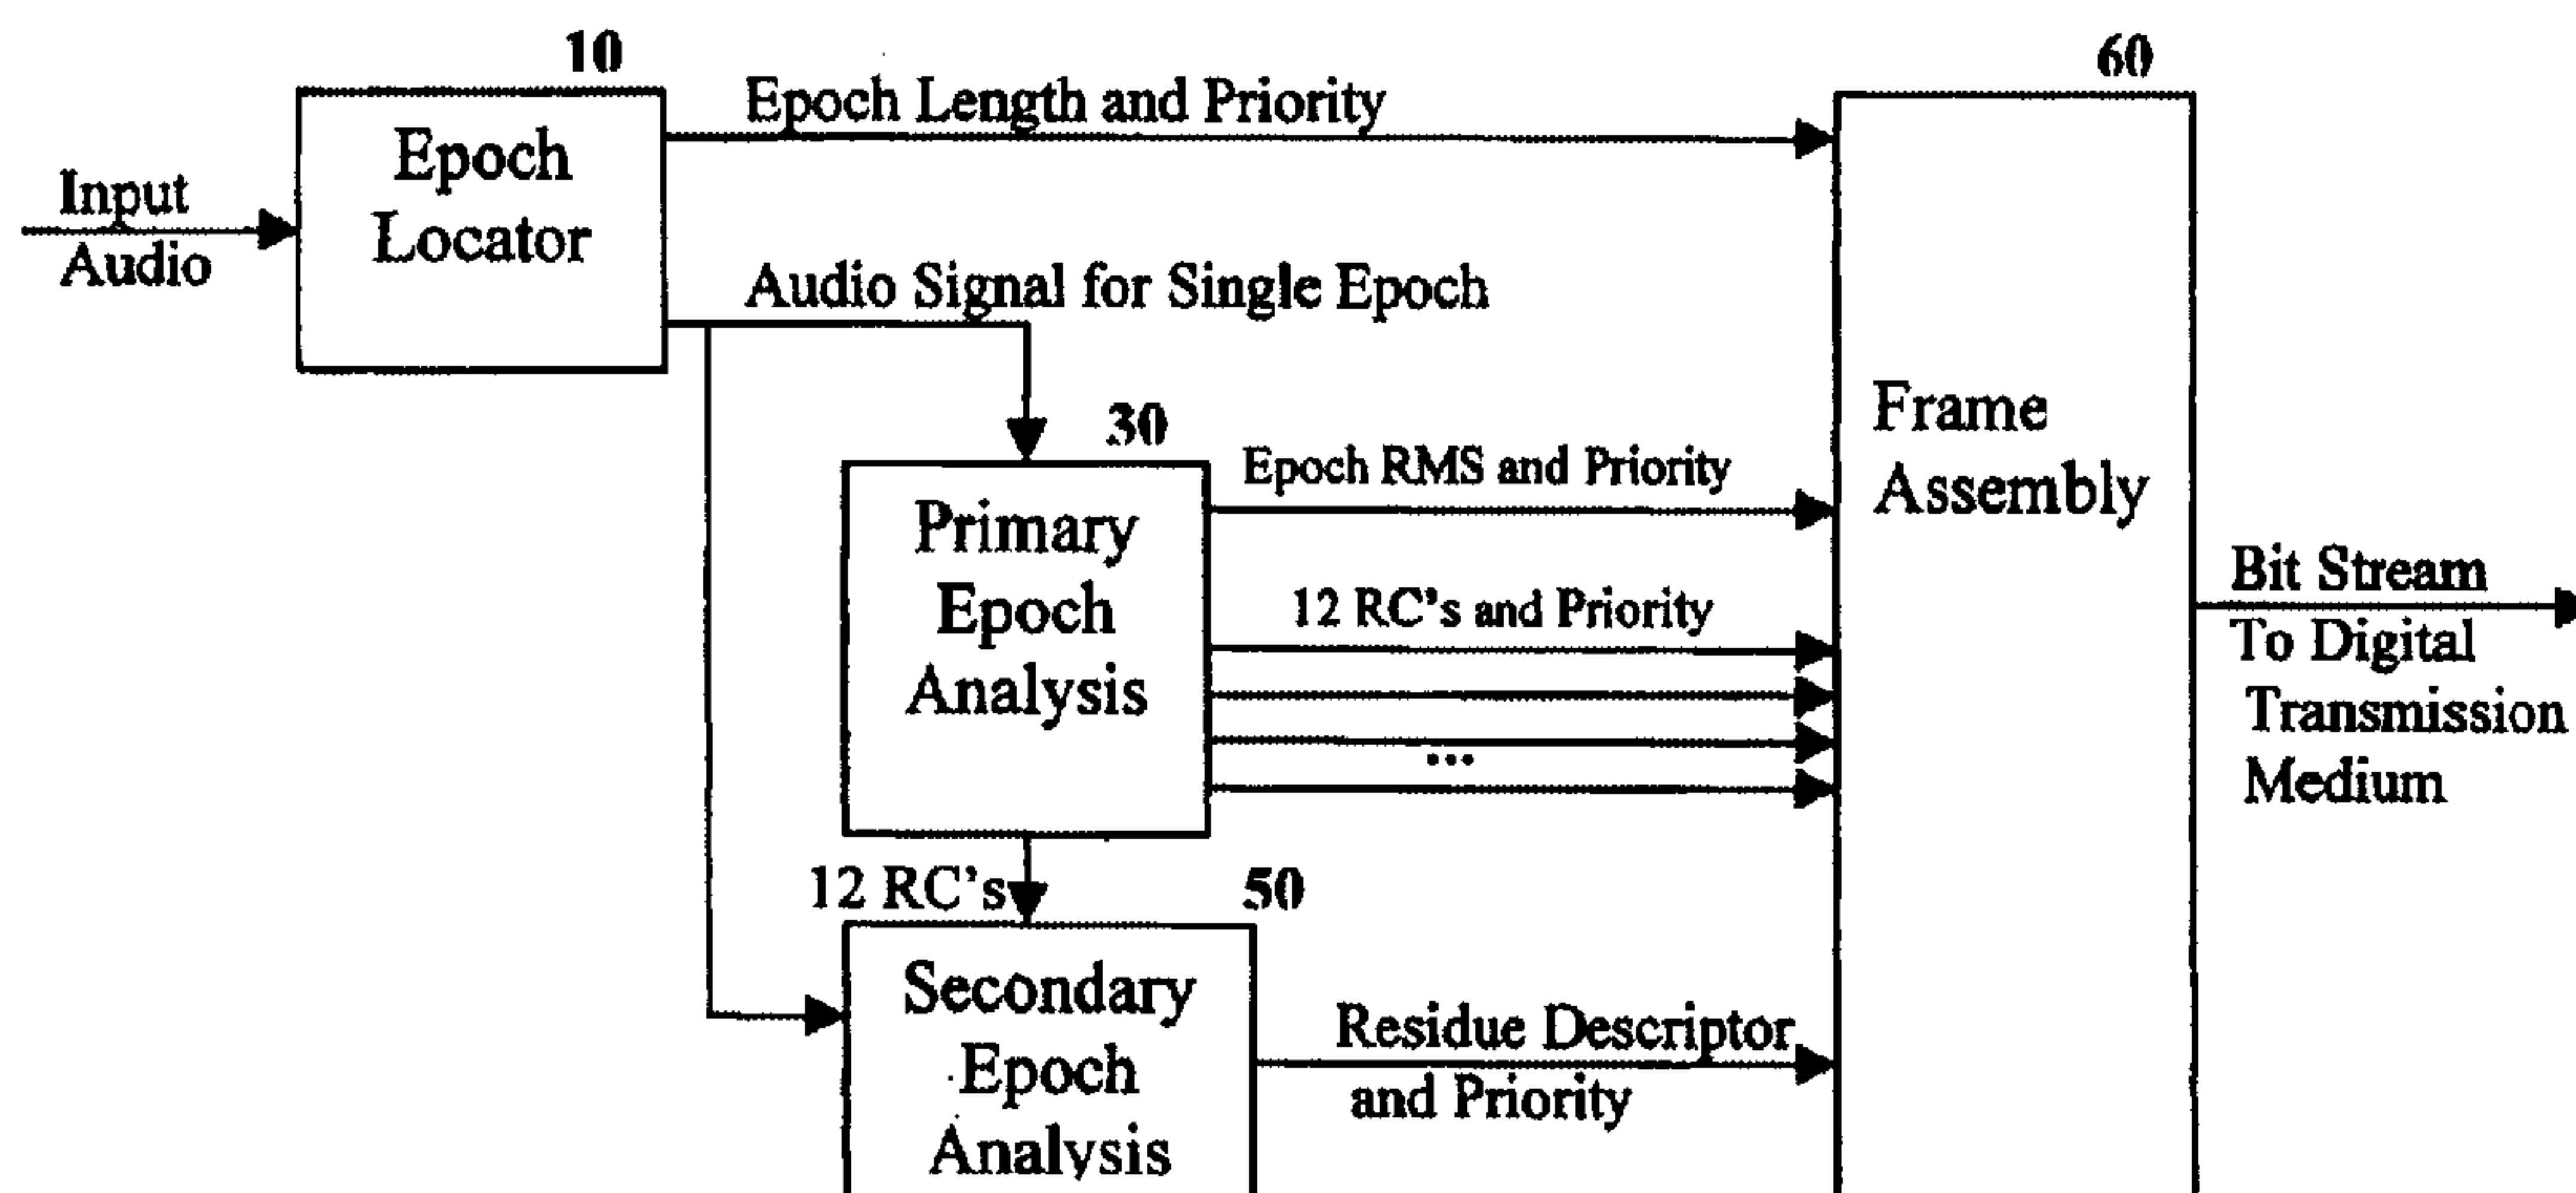 10
60
Epoch Length and Priority
Epoch
Locator
Input
Audio
Audio Signal for Single Epoch
30
Frame
Assembly
Epoch RMS and Priority
Primary
Epoch
Analysis
12 RC's and Priority
...
Bit Stream
To Digital
Transmission
Medium
12 RC's
50
Secondary
Epoch
Analysis
Residue Descriptor
and Priority